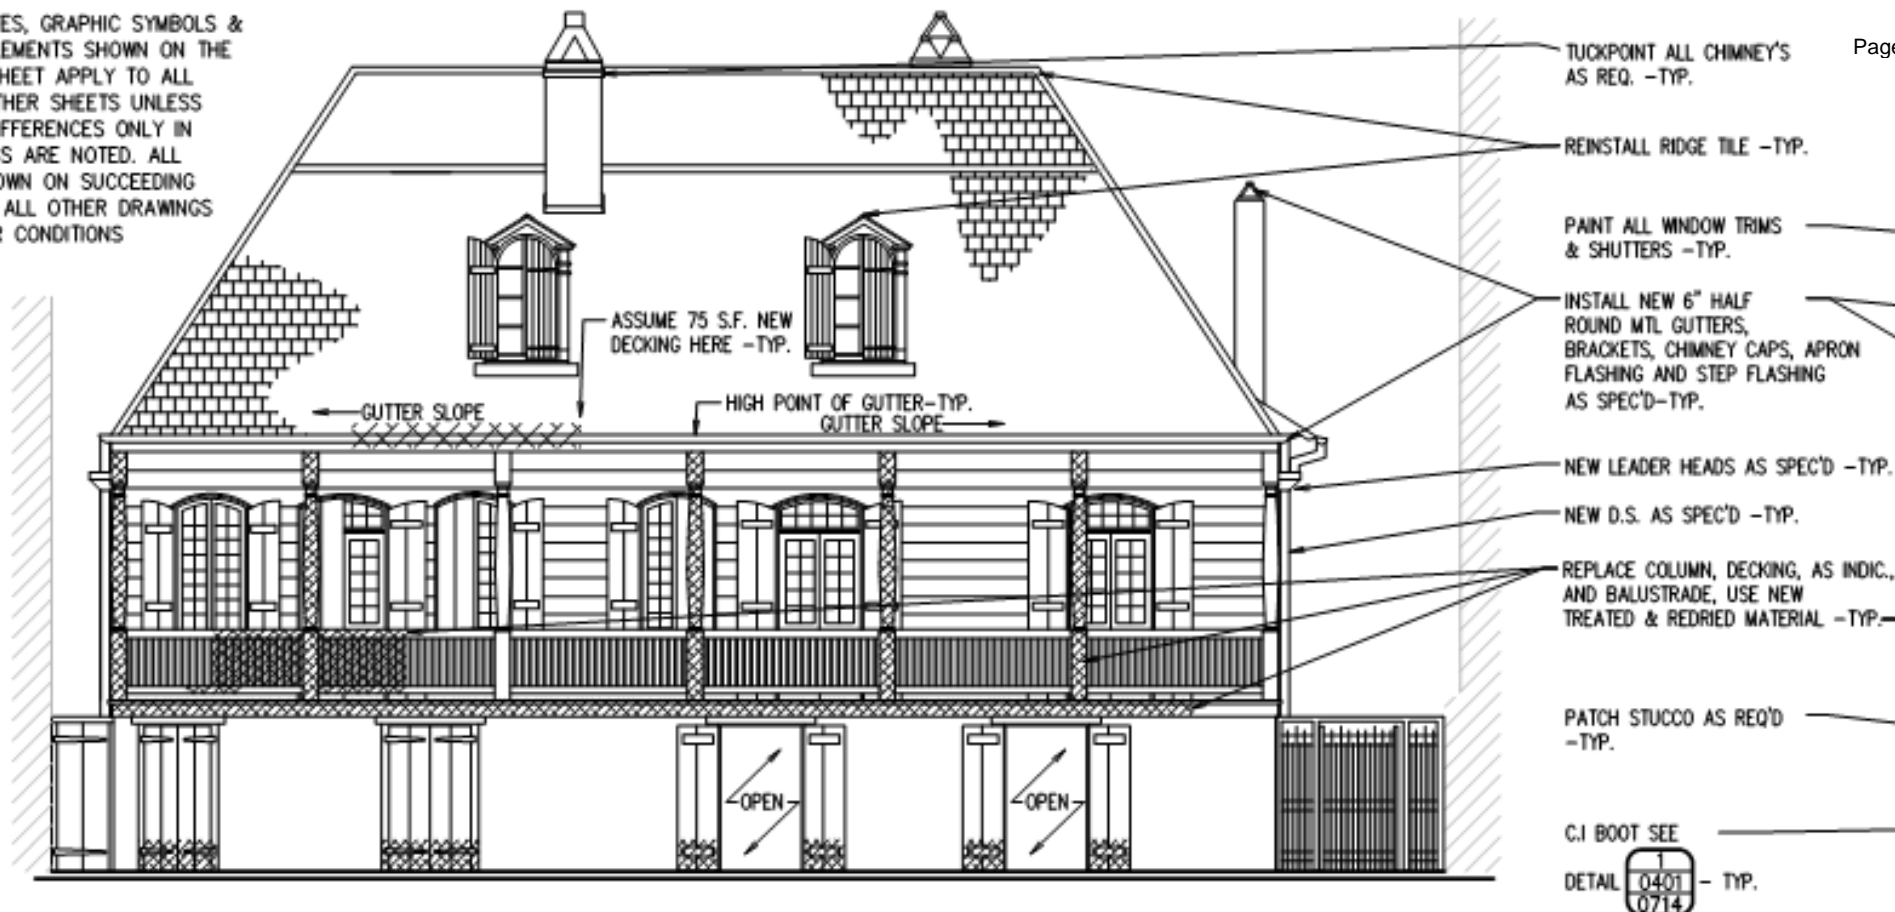 ES, GRAPHIC SYMBOLS &
EMENTS SHOWN ON THE
HEET APPLY TO ALL
THER SHEETS UNLESS
FFERENCES ONLY IN
S ARE NOTED. ALL
OWN ON SUCCEEDING
ALL OTHER DRAWINGS
R CONDITIONS
Page
TUCKPOINT ALL CHIMNEY'S
AS REQ. -TYP.
REINSTALL RIDGE TILE -TYP.
PAINT ALL WINDOW TRIMS
& SHUTTERS -TYP.
INSTALL NEW 6" HALF
ROUND MTL GUTTERS,
BRACKETS, CHIMNEY CAPS, APRON
FLASHING AND STEP FLASHING
AS SPEC'D-TYP.
ASSUME 75 S.F. NEW
DECKING HERE -TYP.
GUTTER SLOPE
HIGH POINT OF GUTTER-TYP.
GUTTER SLOPE
NEW LEADER HEADS AS SPEC'D -TYP.
NEW D.S. AS SPEC'D -TYP.
REPLACE COLUMN, DECKING, AS INDIC.,
AND BALUSTRADE, USE NEW
TREATED & REDRIED MATERIAL -TYP.
PATCH STUCCO AS REQ'D
-TYP.
OPEN
OPEN
C.I BOOT SEE
DETAIL 1 - TYP.
0401
0714